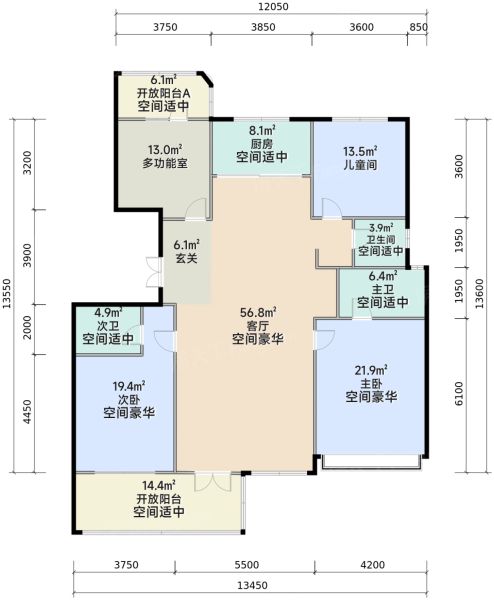 12050
3750
3850
3600
850
6.1㎡
开放阳台A
空间适中
13.0㎡
多功能室
8.1㎡
厨房
空间适中
13.5㎡
儿童间
3.9㎡
卫生间
空间适中
6.1㎡
玄关
6.4㎡
主卫
空间适中
4.9㎡
次卫
空间适中
56.8㎡
客厅
空间豪华
19.4㎡
次卧
空间豪华
21.9㎡
主卧
空间豪华
14.4㎡
开放阳台
空间适中
13550
3200
3900
2000
4450
3600
1950
1950
6100
13600
3750
5500
4200
13450